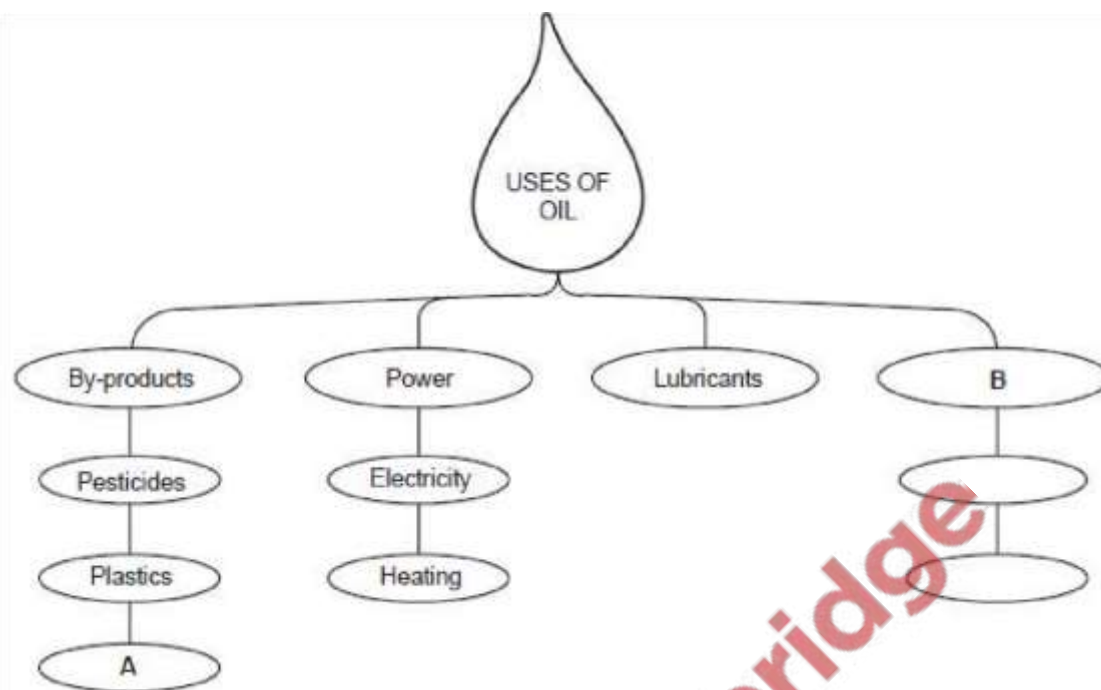 USES OF
OIL
By-products
Power
Lubricants
B
Pesticides
Electricity
Plastics
Heating
A